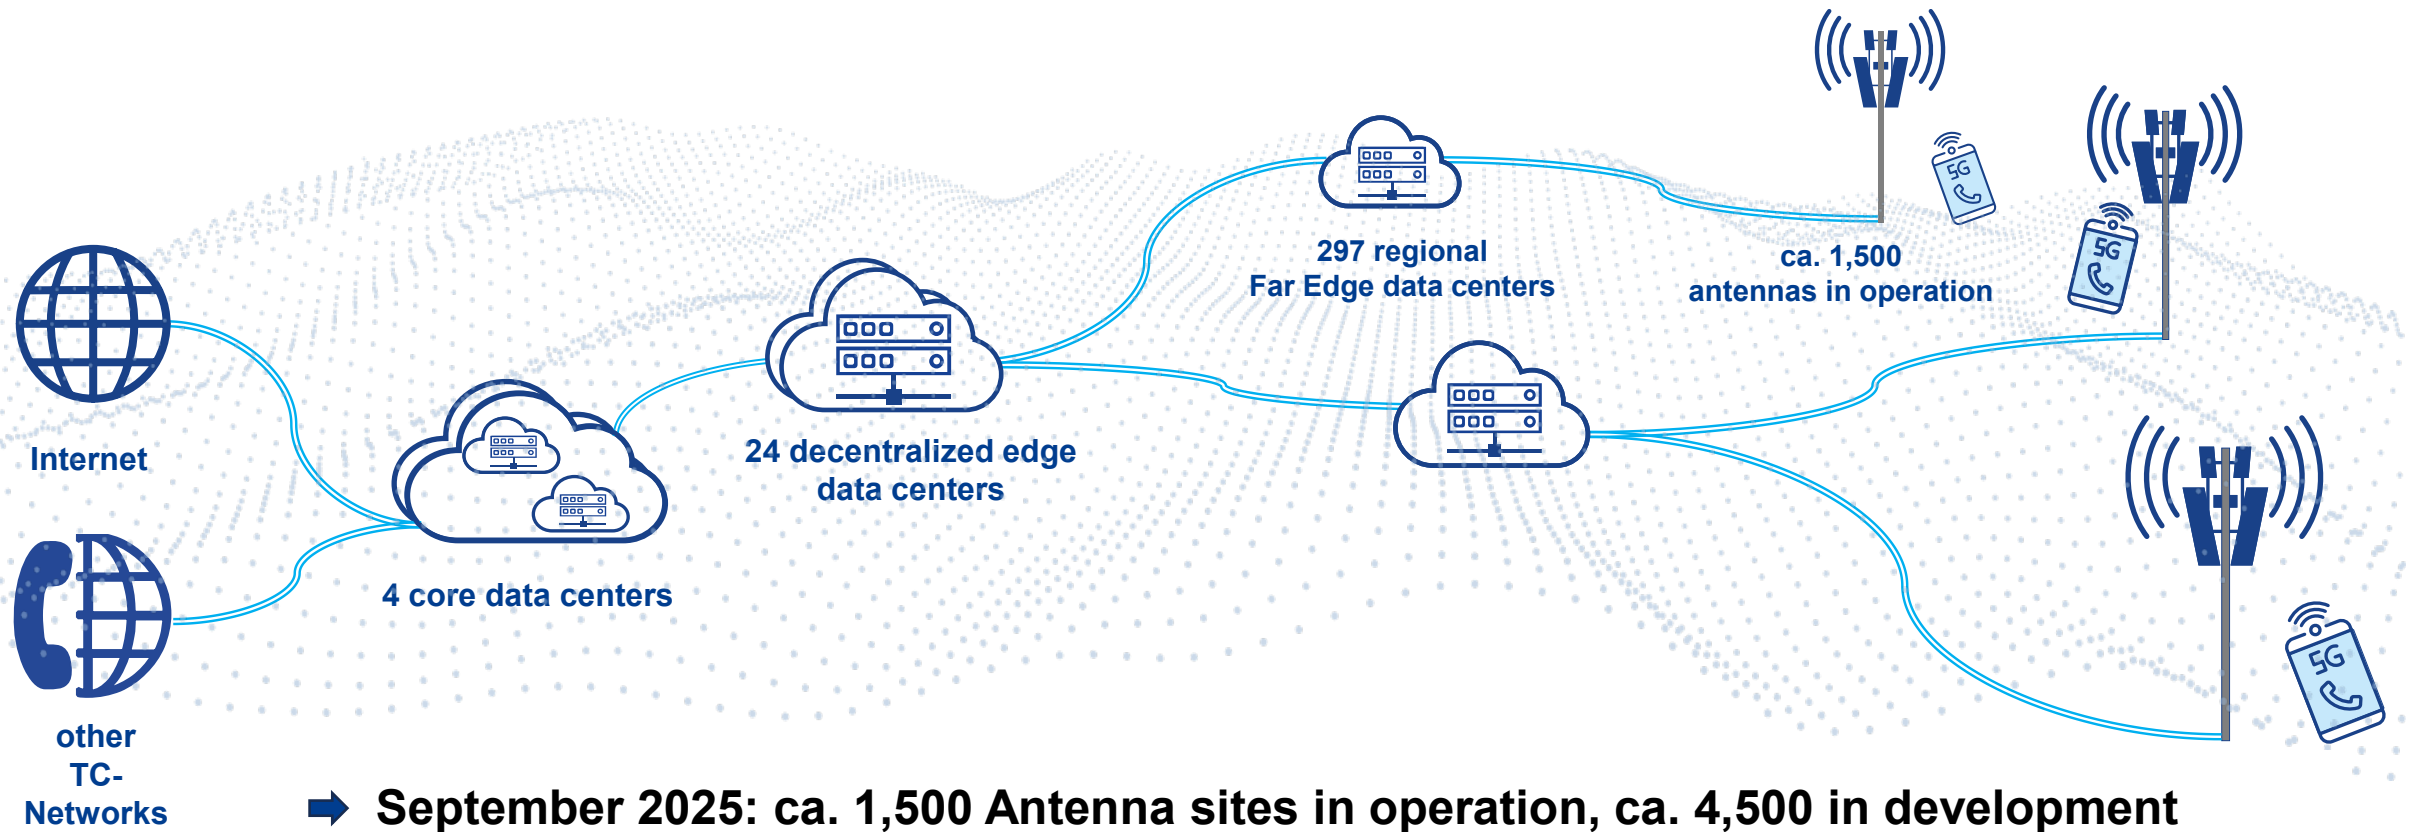 Internet
other
TC-
Networks
4 core data centers
24 decentralized edge
data centers
297 regional
Far Edge data centers
ca. 1,500
antennas in operation
5G
5G
5G
September 2025: ca. 1,500 Antenna sites in operation, ca. 4,500 in development